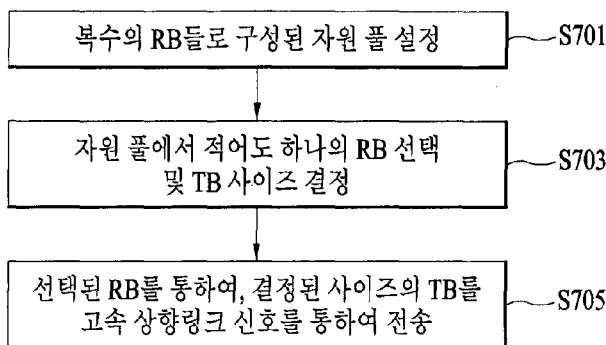 복수의 RB들로 구성된 자원 풀 설정
S701
자원 풀에서 적어도 하나의 RB 선택
및 TB 사이즈 결정
S703
선택된 RB를 통하여, 결정된 사이즈의 TB를
고속 상향링크 신호를 통하여 전송
S705